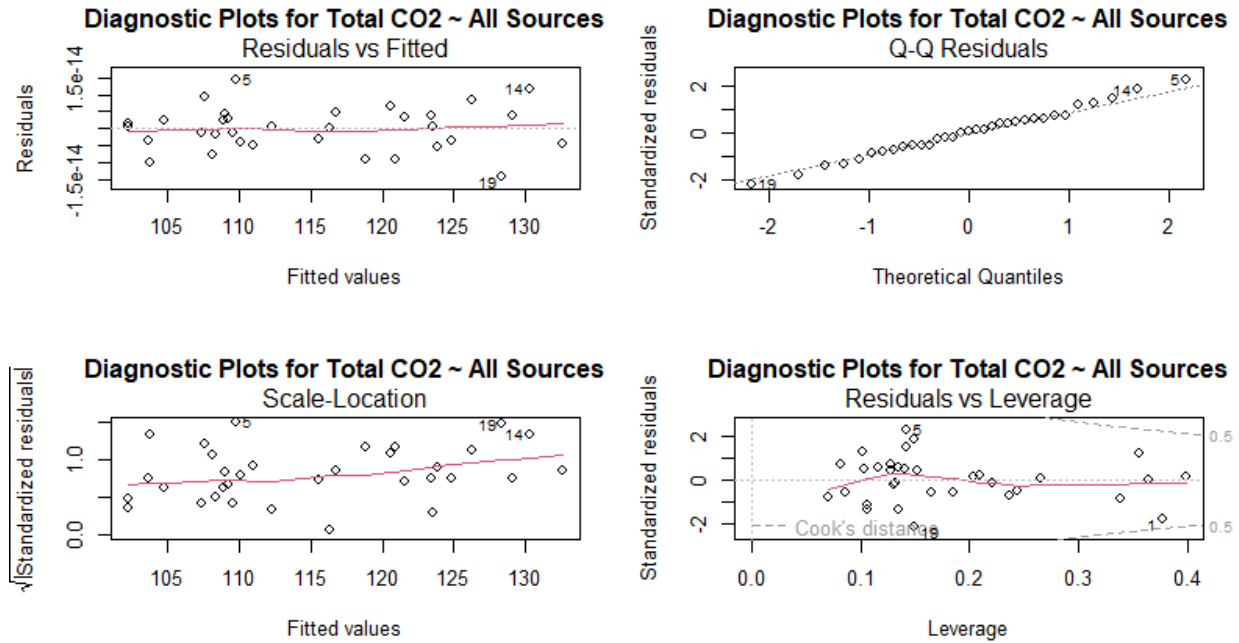 Diagnostic Plots for Total CO2 ~ All Sources
Residuals vs Fitted
Residuals
1.5e-14
-1.5e-14
5
14
19
105 110 115 120 125 130
Fitted values
Diagnostic Plots for Total CO2 ~ All Sources
Q-Q Residuals
Standardized residuals
2
0
-2
5
14
19
-2 -1 0 1 2
Theoretical Quantiles
Diagnostic Plots for Total CO2 ~ All Sources
Scale-Location
√|Standardized residuals|
1.0
0.0
5
19
14
105 110 115 120 125 130
Fitted values
Diagnostic Plots for Total CO2 ~ All Sources
Residuals vs Leverage
Standardized residuals
2
0
-2
5
1
19
0.5
0.5
Cook's distance
0.0 0.1 0.2 0.3 0.4
Leverage